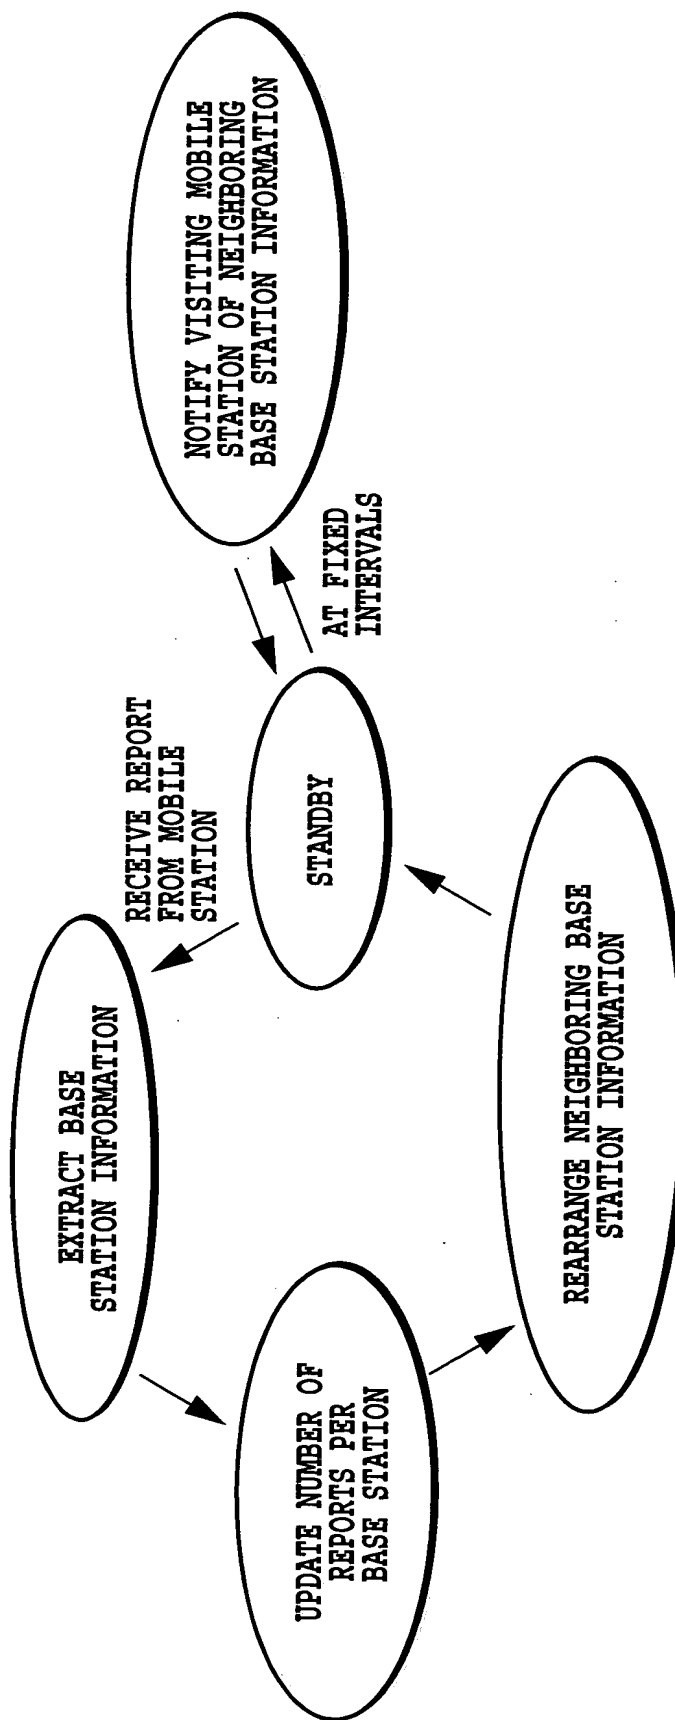 EXTRACT BASE
STATION INFORMATION
RECEIVE REPORT
FROM MOBILE
STATION
NOTIFY VISITING MOBILE
STATION OF NEIGHBORING
BASE STATION INFORMATION
UPDATE NUMBER OF
REPORTS PER
BASE STATION
STANDBY
AT FIXED
INTERVALS
REARRANGE NEIGHBORING BASE
STATION INFORMATION